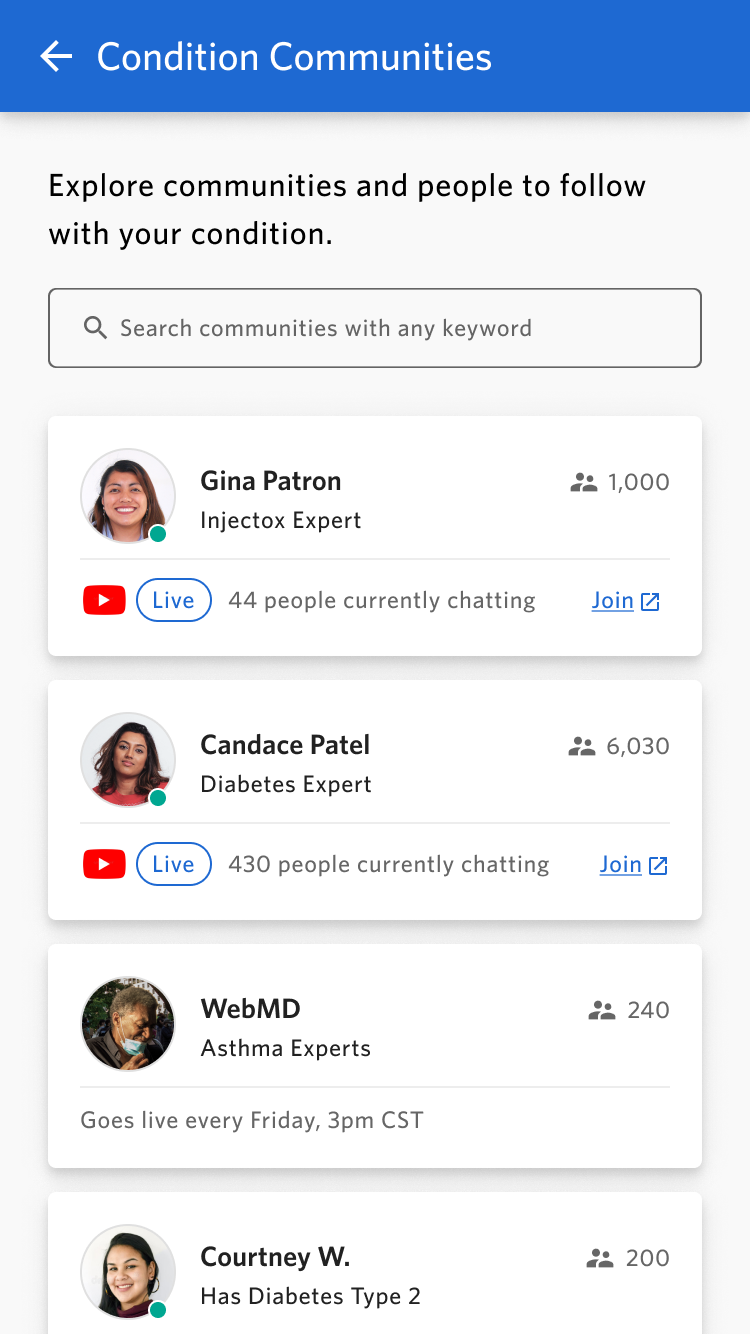 Condition Communities
Explore communities and people to follow
with your condition.
Search communities with any keyword
Gina Patron
1,000
Injectox Expert
Live
44 people currently chatting
Join
Candace Patel
6,030
Diabetes Expert
Live
430 people currently chatting
Join
WebMD
240
Asthma Experts
Goes live every Friday, 3pm CST
Courtney W.
200
Has Diabetes Type 2